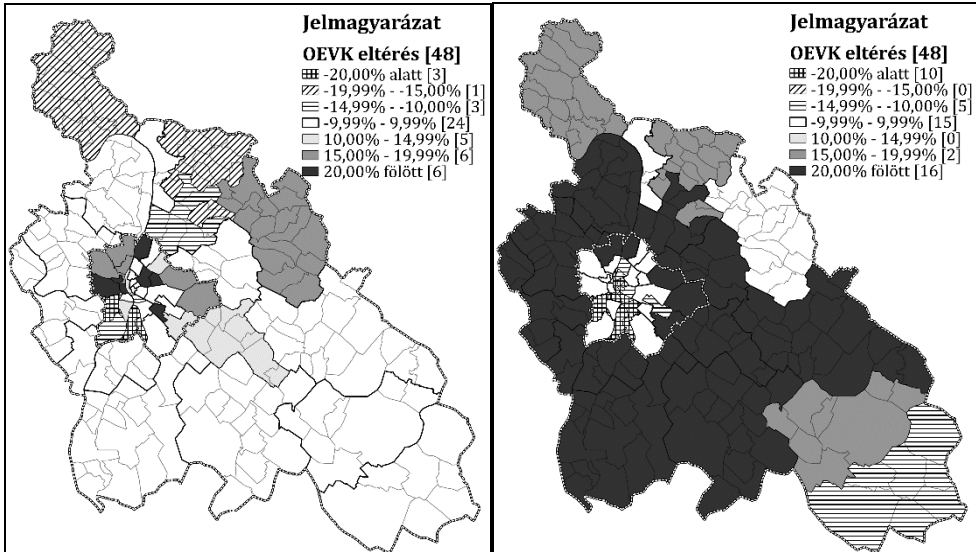 Jelmagyarázat
OEVK eltérés [48]
-20,00% alatt [3]
-19,99% - -15,00% [1]
-14,99% - -10,00% [3]
-9,99% - 9,99% [24]
10,00% - 14,99% [5]
15,00% - 19,99% [6]
20,00% fölött [6]
Jelmagyarázat
OEVK eltérés [48]
-20,00% alatt [10]
-19,99% - -15,00% [0]
-14,99% - -10,00% [5]
-9,99% - 9,99% [15]
10,00% - 14,99% [0]
15,00% - 19,99% [2]
20,00% fölött [16]